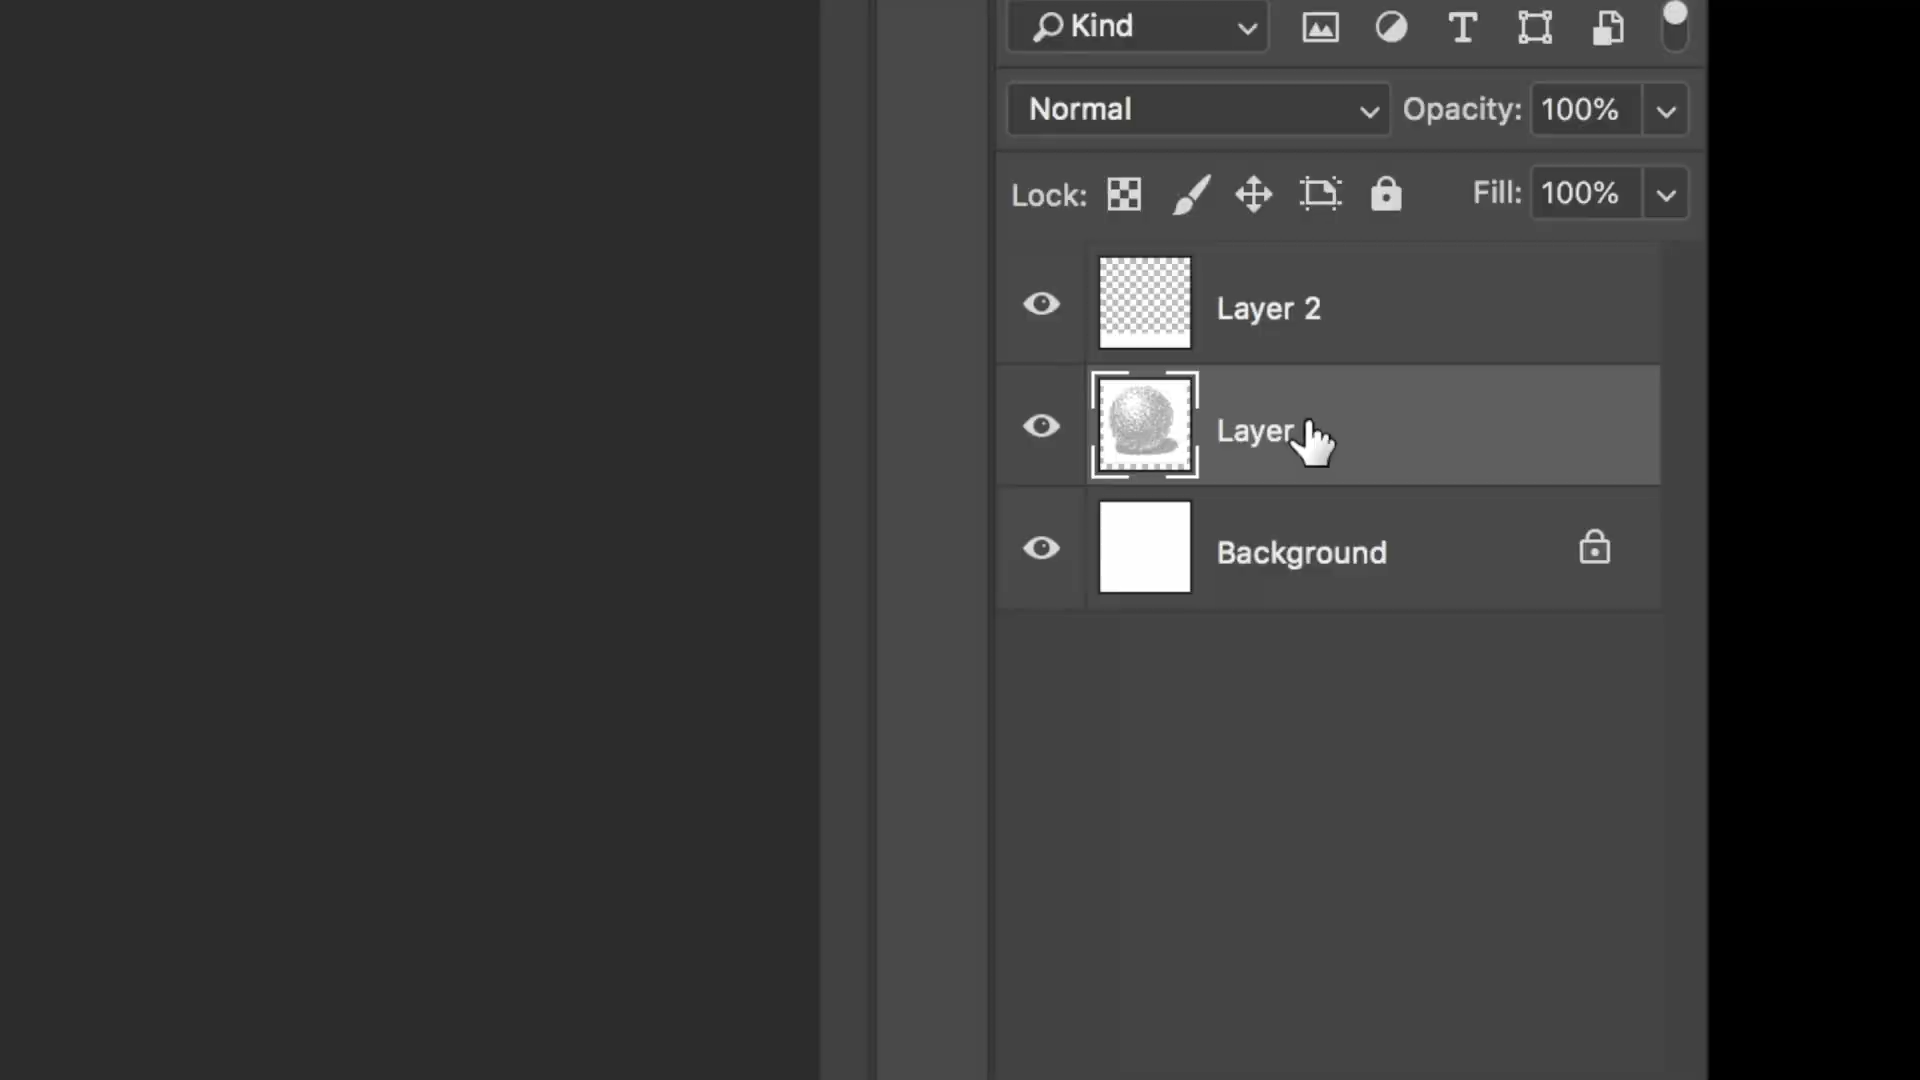 Kind
Normal Opacity: 100%
Lock: Fill: 100%
Layer 2
Layer
Background